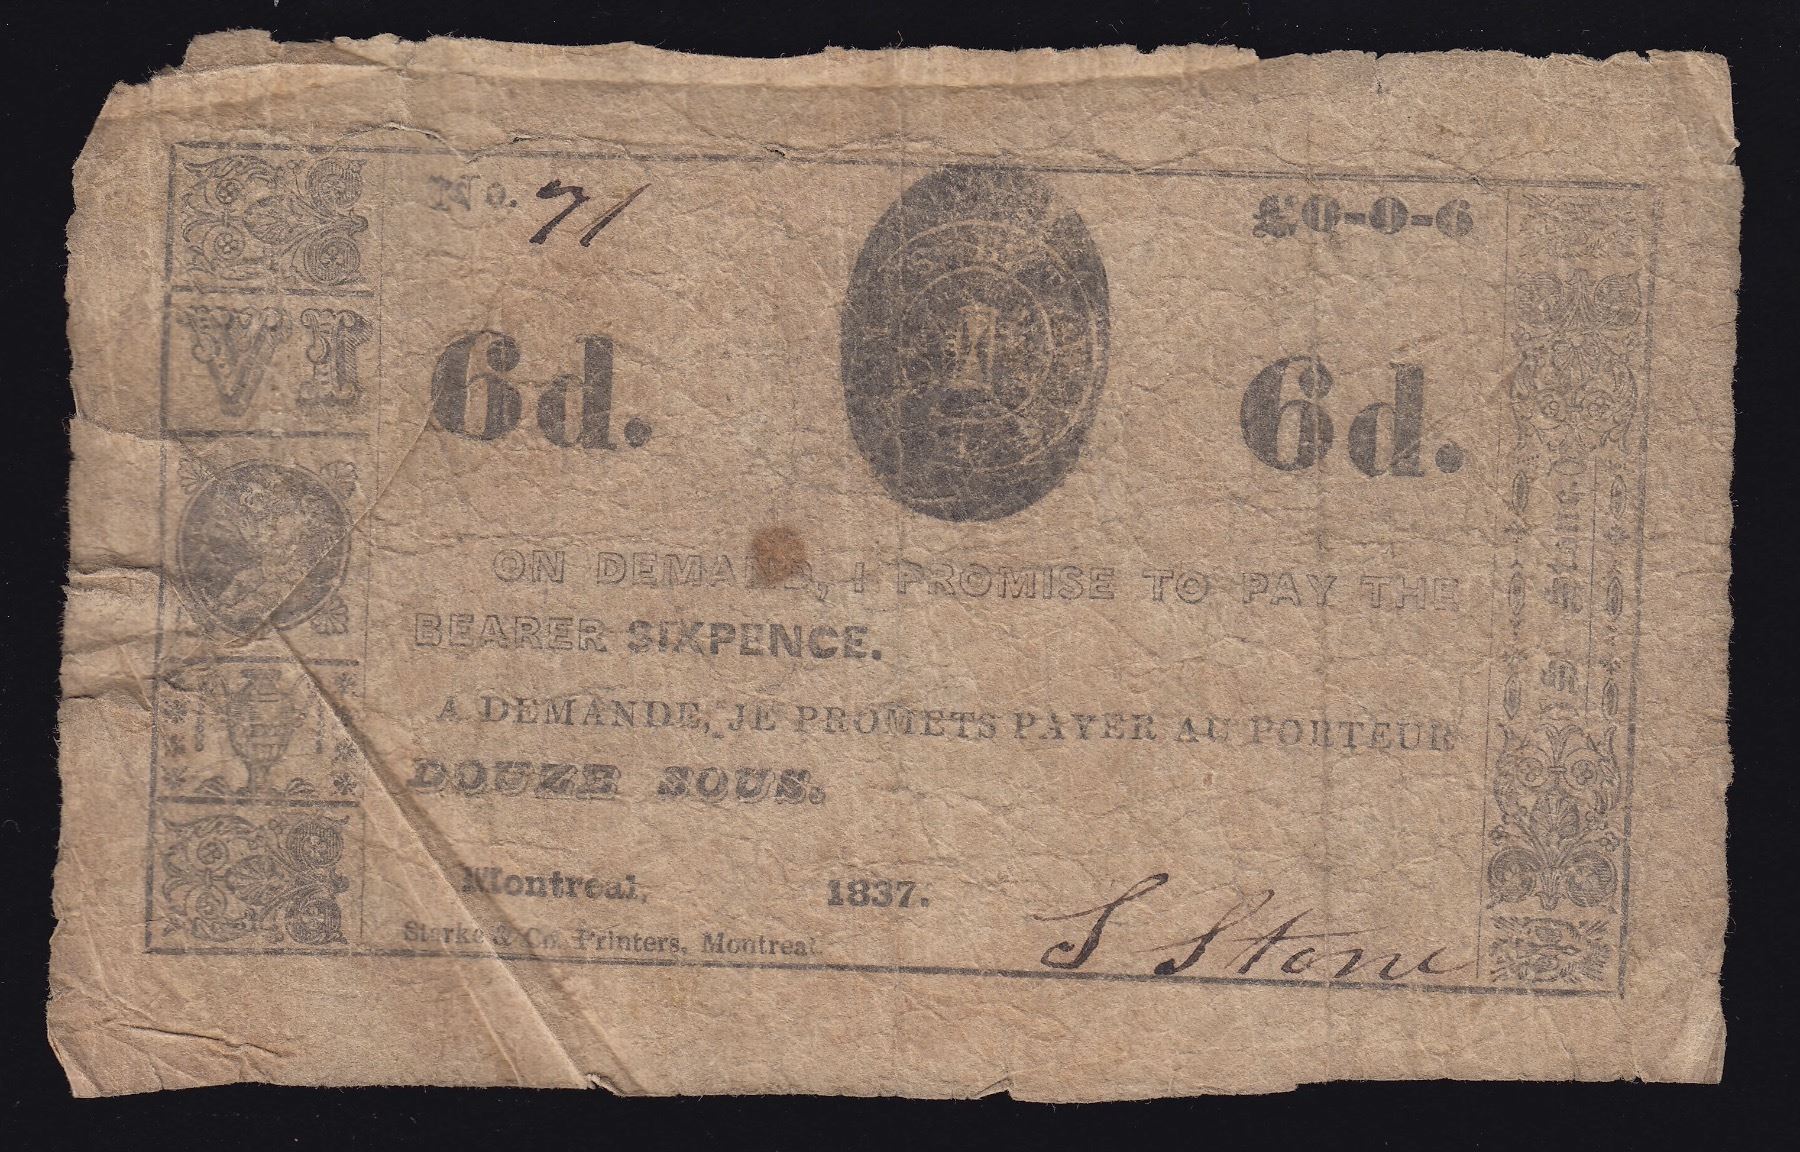 No. 71
£0-0-6
VI
6d.
6d.
ON DEMAND, I PROMISE TO PAY THE
BEARER SIXPENCE.
A DEMANDE, JE PROMETS PAYER AU PORTEUR
DOUZE SOUS.
Montreal, 1837.
S Stone
Starke & Co. Printers, Montreal.